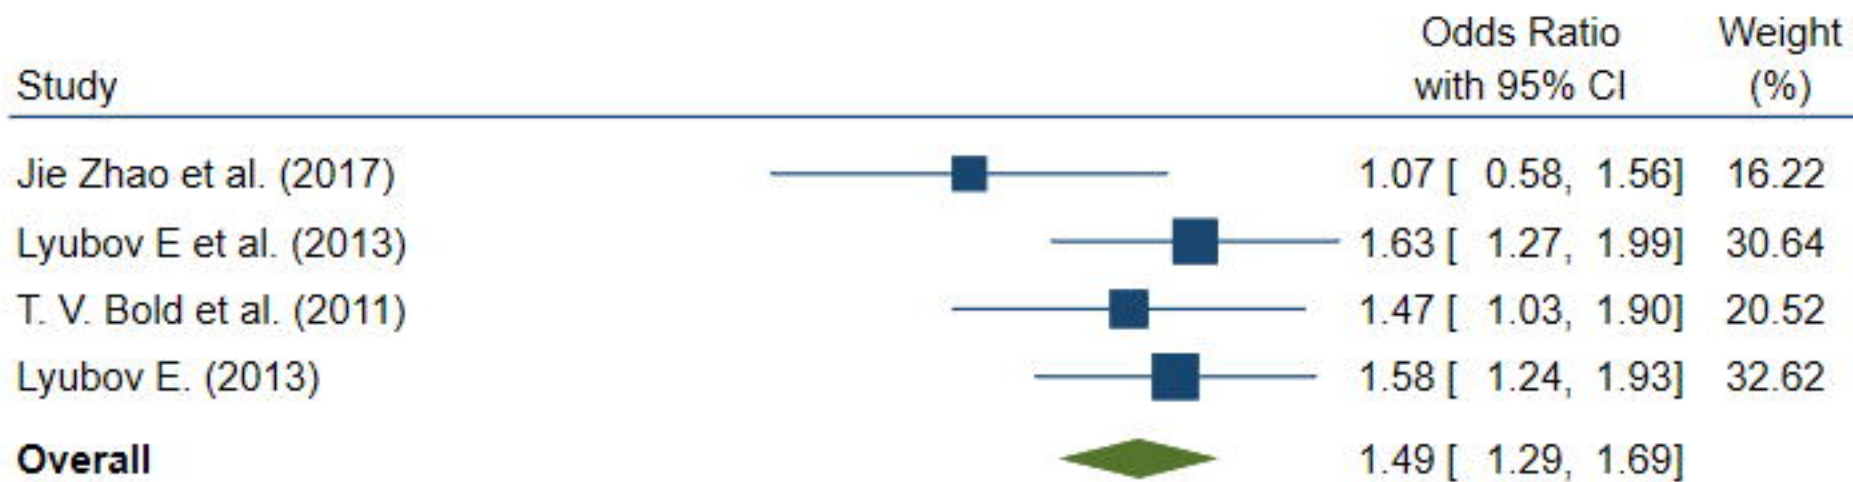 Odds Ratio Weight
Study with 95% CI (%)
Jie Zhao et al. (2017) 1.07 [ 0.58, 1.56] 16.22
Lyubov E et al. (2013) 1.63 [ 1.27, 1.99] 30.64
T. V. Bold et al. (2011) 1.47 [ 1.03, 1.90] 20.52
Lyubov E. (2013) 1.58 [ 1.24, 1.93] 32.62
Overall 1.49 [ 1.29, 1.69]